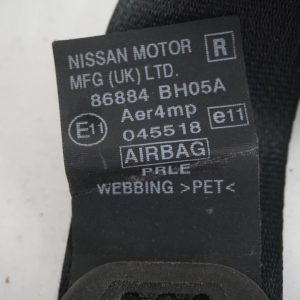 NISSAN MOTOR R
MFG (UK) LTD.
86884 BH05A
E11 Aer4mp e11
045518
AIRBAG
PRLE
WEBBING >PET<